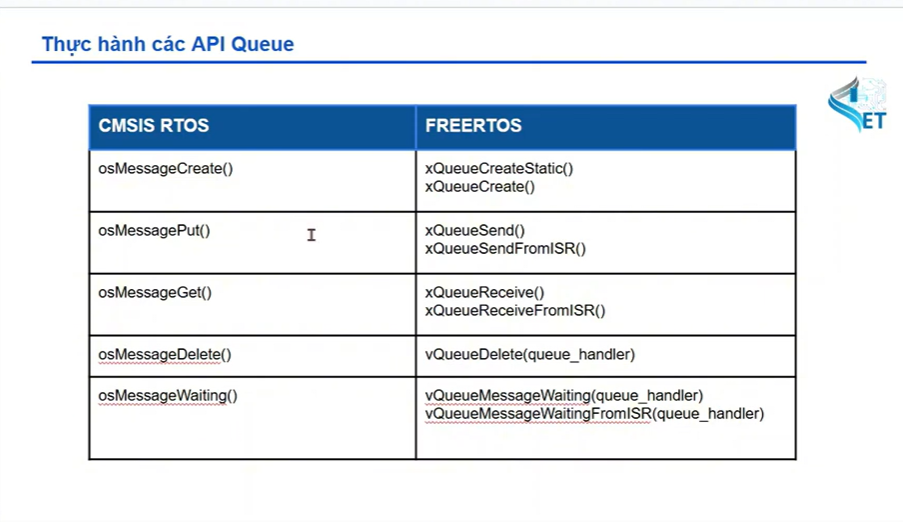 Thực hành các API Queue
ET
CMSIS RTOS
FREERTOS
osMessageCreate()
xQueueCreateStatic()
xQueueCreate()
osMessagePut()
xQueueSend()
xQueueSendFromISR()
osMessageGet()
xQueueReceive()
xQueueReceiveFromISR()
osMessageDelete()
vQueueDelete(queue_handler)
osMessageWaiting()
vQueueMessageWaiting(queue_handler)
vQueueMessageWaitingFromISR(queue_handler)